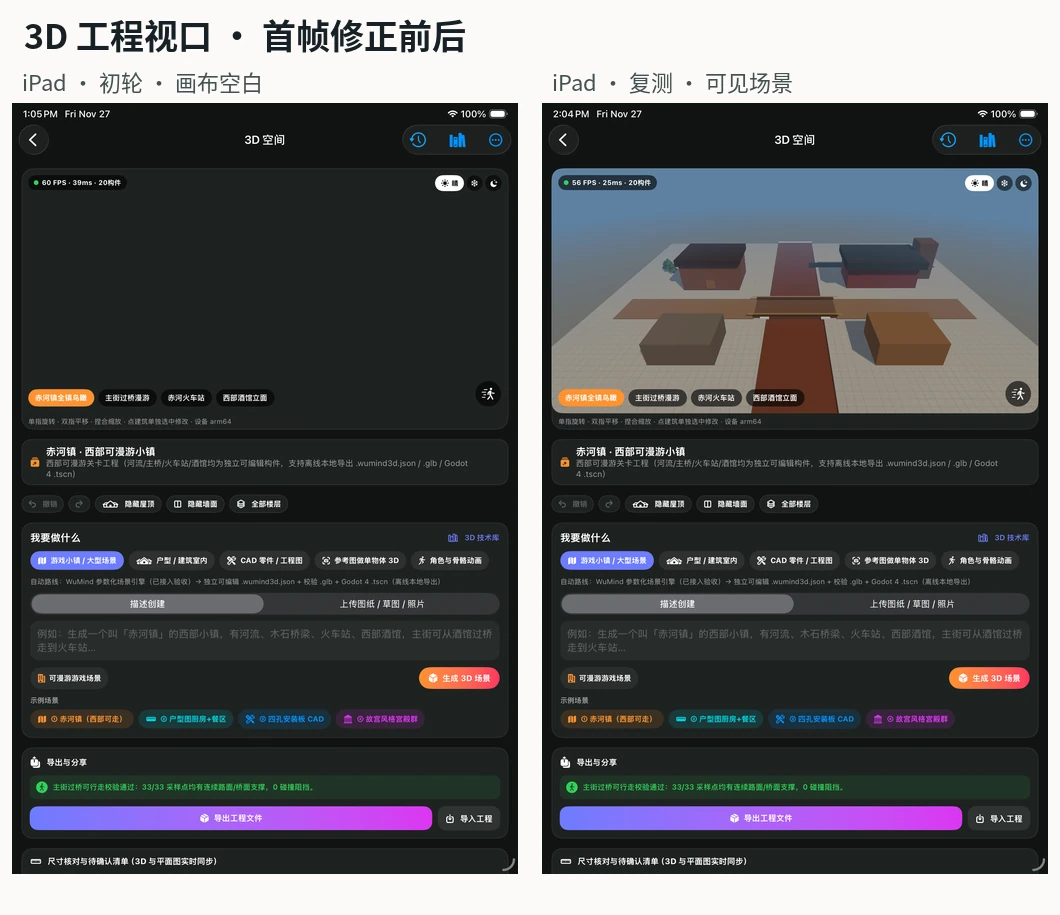 3D 工程视口 • 首帧修正前后
iPad • 初轮 • 画布空白
1:05 PM Fri Nov 27
100%
3D 空间
60 FPS · 39ms · 20构件
晴
赤河镇全镇鸟瞰
主街过桥漫游
赤河火车站
西部酒馆立面
单指旋转 · 双指平移 · 捏合缩放 · 点建筑单独选中修改 · 设备 arm64
赤河镇 · 西部可漫游小镇
西部可漫游关卡工程（河流/主桥/火车站/酒馆均为独立可编辑构件，支持离线本地导出 .wumind3d.json / .glb / Godot
4 .tscn）
撤销
隐藏屋顶
隐藏墙面
全部楼层
我要做什么
3D 技术库
游戏小镇 / 大型场景
户型 / 建筑室内
CAD 零件 / 工程图
参考图做单物体 3D
角色与骨骼动画
自动路线：WuMind 参数化场景引擎（已接入验收）→ 独立可编辑 .wumind3d.json + 校验 .glb + Godot 4 .tscn（离线本地导出）
描述创建
上传图纸 / 草图 / 照片
例如：生成一个叫「赤河镇」的西部小镇，有河流、木石桥梁、火车站、西部酒馆，主街可从酒馆过桥
走到火车站...
可漫游游戏场景
生成 3D 场景
示例场景
赤河镇（西部可走）
户型图厨房+餐区
四孔安装板 CAD
故宫风格宫殿群
导出与分享
主街过桥可行走校验通过：33/33 采样点均有连续路面/桥面支撑，0 碰撞阻挡。
导出工程文件
导入工程
尺寸核对与待确认清单 (3D 与平面图实时同步)
iPad • 复测 • 可见场景
2:04 PM Fri Nov 27
100%
3D 空间
56 FPS · 25ms · 20构件
晴
赤河镇全镇鸟瞰
主街过桥漫游
赤河火车站
西部酒馆立面
单指旋转 · 双指平移 · 捏合缩放 · 点建筑单独选中修改 · 设备 arm64
赤河镇 · 西部可漫游小镇
西部可漫游关卡工程（河流/主桥/火车站/酒馆均为独立可编辑构件，支持离线本地导出 .wumind3d.json / .glb / Godot
4 .tscn）
撤销
隐藏屋顶
隐藏墙面
全部楼层
我要做什么
3D 技术库
游戏小镇 / 大型场景
户型 / 建筑室内
CAD 零件 / 工程图
参考图做单物体 3D
角色与骨骼动画
自动路线：WuMind 参数化场景引擎（已接入验收）→ 独立可编辑 .wumind3d.json + 校验 .glb + Godot 4 .tscn（离线本地导出）
描述创建
上传图纸 / 草图 / 照片
例如：生成一个叫「赤河镇」的西部小镇，有河流、木石桥梁、火车站、西部酒馆，主街可从酒馆过桥
走到火车站...
可漫游游戏场景
生成 3D 场景
示例场景
赤河镇（西部可走）
户型图厨房+餐区
四孔安装板 CAD
故宫风格宫殿群
导出与分享
主街过桥可行走校验通过：33/33 采样点均有连续路面/桥面支撑，0 碰撞阻挡。
导出工程文件
导入工程
尺寸核对与待确认清单 (3D 与平面图实时同步)